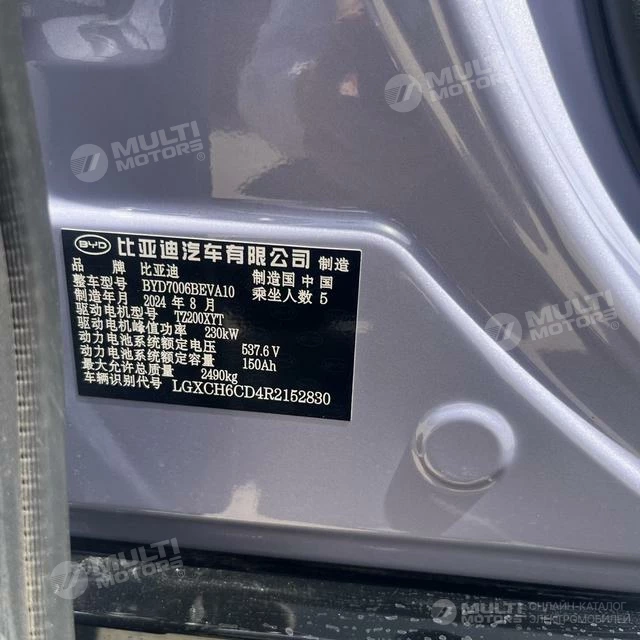 MULTI
MOTORS®
MULTI
MOTORS®
BYD 比亚迪汽车有限公司 制造
品牌 比亚迪 制造国 中国
整车型号 BYD7006BEVA10 乘坐人数 5
制造年月 2024 年 8 月
驱动电机型号 TZ200XYT
驱动电机峰值功率 230kW
动力电池系统额定电压 537.6 V
动力电池系统额定容量 150Ah
最大允许总质量 2490kg
车辆识别代号 LGXCH6CD4R2152830
MULTI
MOTORS®
MULTI
MOTORS
ОНЛАЙН-КАТАЛОГ
ЭЛЕКТРОМОБИЛЕЙ